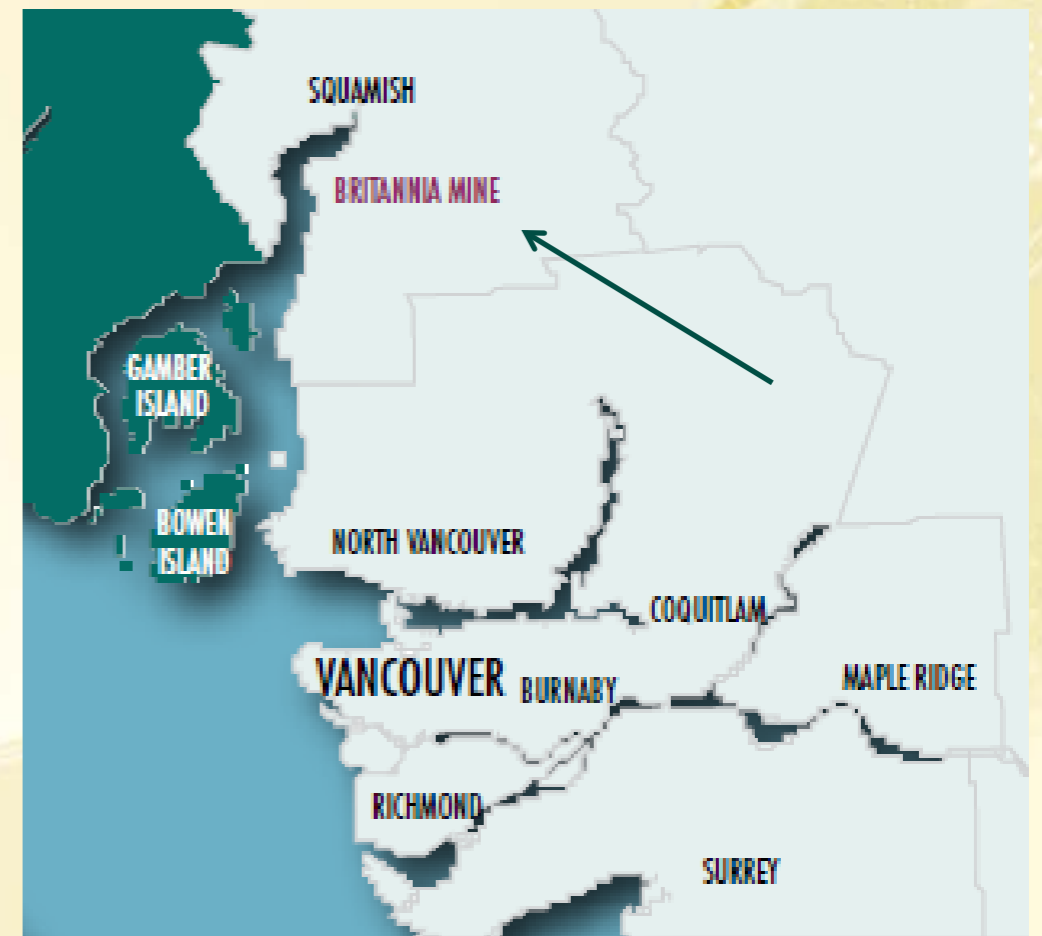 SQUAMISH
BRITANNIA MINE
GAMBER
ISLAND
BOWEN
ISLAND
NORTH VANCOUVER
COQUITLAM
VANCOUVER
BURNABY
MAPLE RIDGE
RICHMOND
SURREY